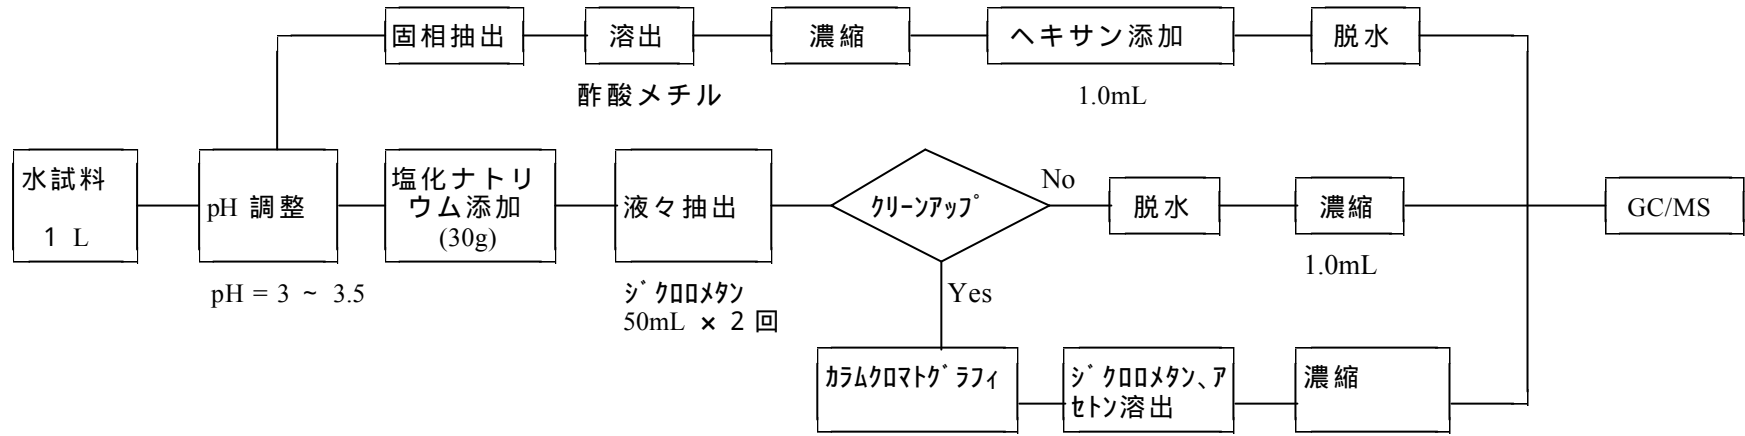 固相抽出
溶出
濃縮
ヘキサン添加
脱水
酢酸メチル
1.0mL
水試料
1 L
pH 調整
塩化ナトリ
ウム添加
(30g)
液々抽出
ｸﾘｰﾝｱｯﾌﾟ
No
脱水
濃縮
GC/MS
pH = 3 ~ 3.5
ｼﾞｸﾛﾛﾒﾀﾝ
50mL × 2 回
Yes
1.0mL
ｶﾗﾑｸﾛﾏﾄｸﾞﾗﾌｨ
ｼﾞｸﾛﾛﾒﾀﾝ、ｱ
ｾﾄﾝ溶出
濃縮